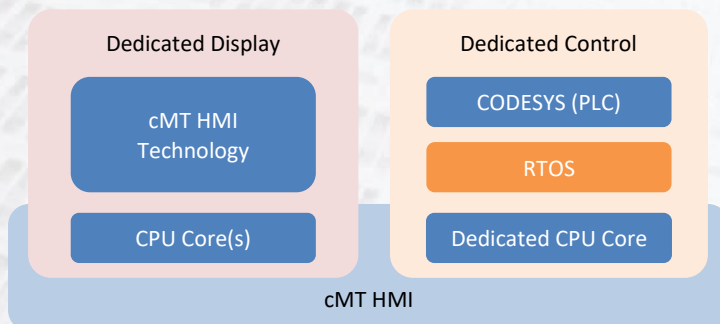 Dedicated Display
cMT HMI
Technology
CPU Core(s)
Dedicated Control
CODESYS (PLC)
RTOS
Dedicated CPU Core
cMT HMI